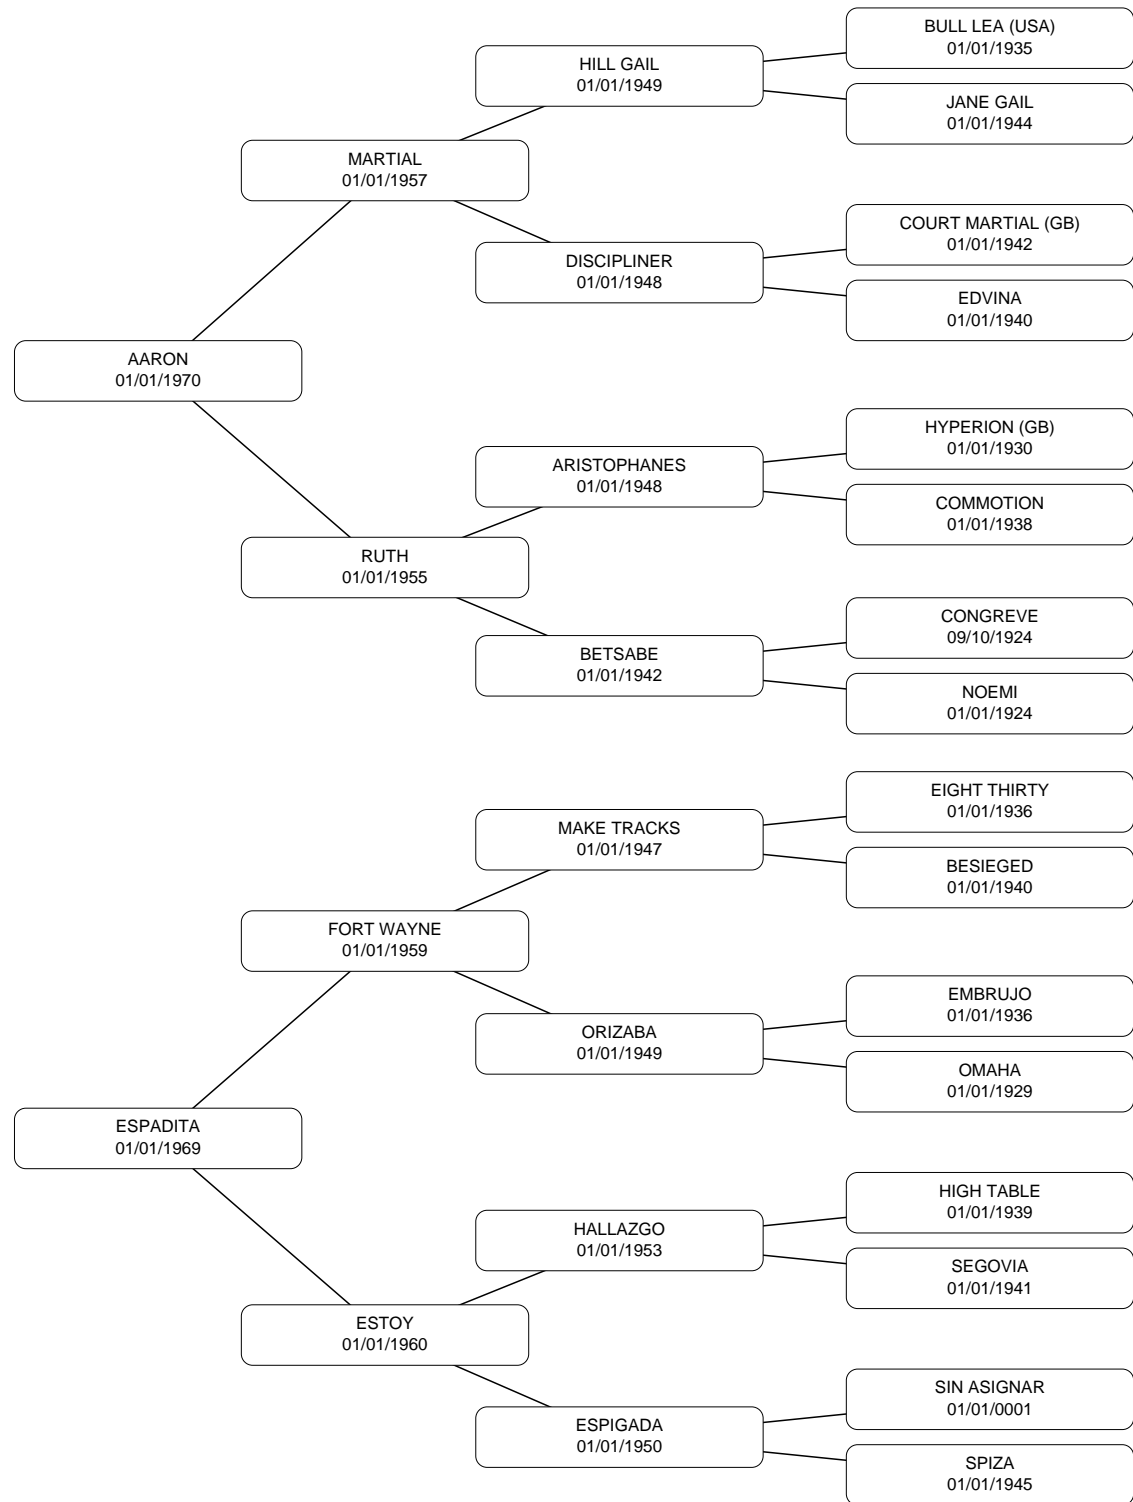 BULL LEA (USA)
01/01/1935
HILL GAIL
01/01/1949
JANE GAIL
01/01/1944
MARTIAL
01/01/1957
COURT MARTIAL (GB)
01/01/1942
DISCIPLINER
01/01/1948
EDVINA
01/01/1940
AARON
01/01/1970
HYPERION (GB)
01/01/1930
ARISTOPHANES
01/01/1948
COMMOTION
01/01/1938
RUTH
01/01/1955
CONGREVE
09/10/1924
BETSABE
01/01/1942
NOEMI
01/01/1924
EIGHT THIRTY
01/01/1936
MAKE TRACKS
01/01/1947
BESIEGED
01/01/1940
FORT WAYNE
01/01/1959
EMBRUJO
01/01/1936
ORIZABA
01/01/1949
OMAHA
01/01/1929
ESPADITA
01/01/1969
HIGH TABLE
01/01/1939
HALLAZGO
01/01/1953
SEGOVIA
01/01/1941
ESTOY
01/01/1960
SIN ASIGNAR
01/01/0001
ESPIGADA
01/01/1950
SPIZA
01/01/1945